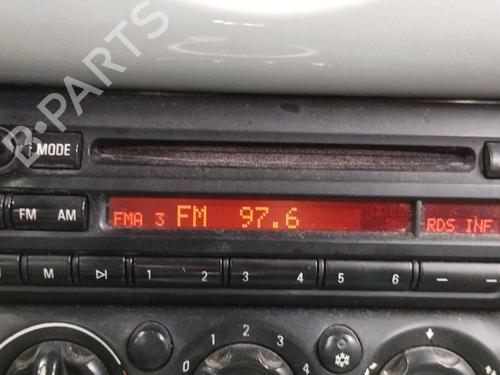 B-PARTS
MODE
FM AM
FMA 3 FM 97.6
RDS INF
M 1 2 3 4 5 6 - -
0 1 2 3 4